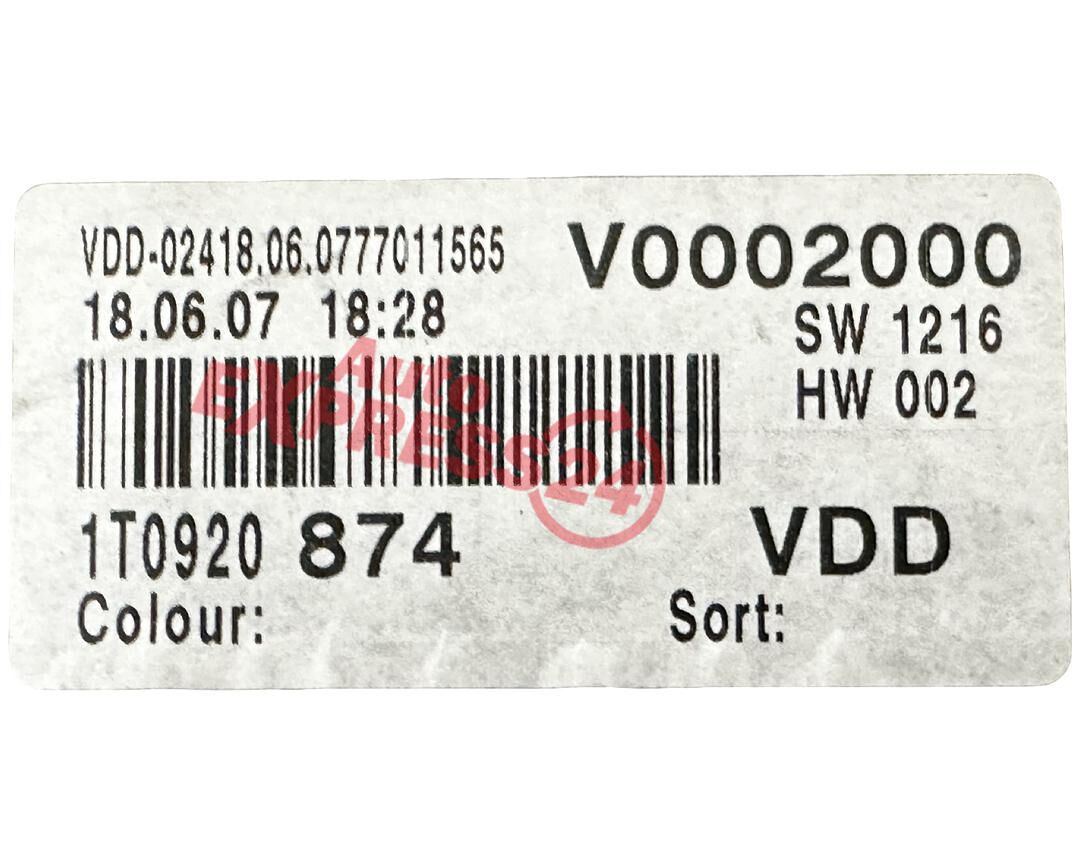 VDD-02418.06.0777011565
V0002000
18.06.07 18:28
SW 1216
HW 002
Auto
EXPRESS24
1T0920 874
VDD
Colour:
Sort: